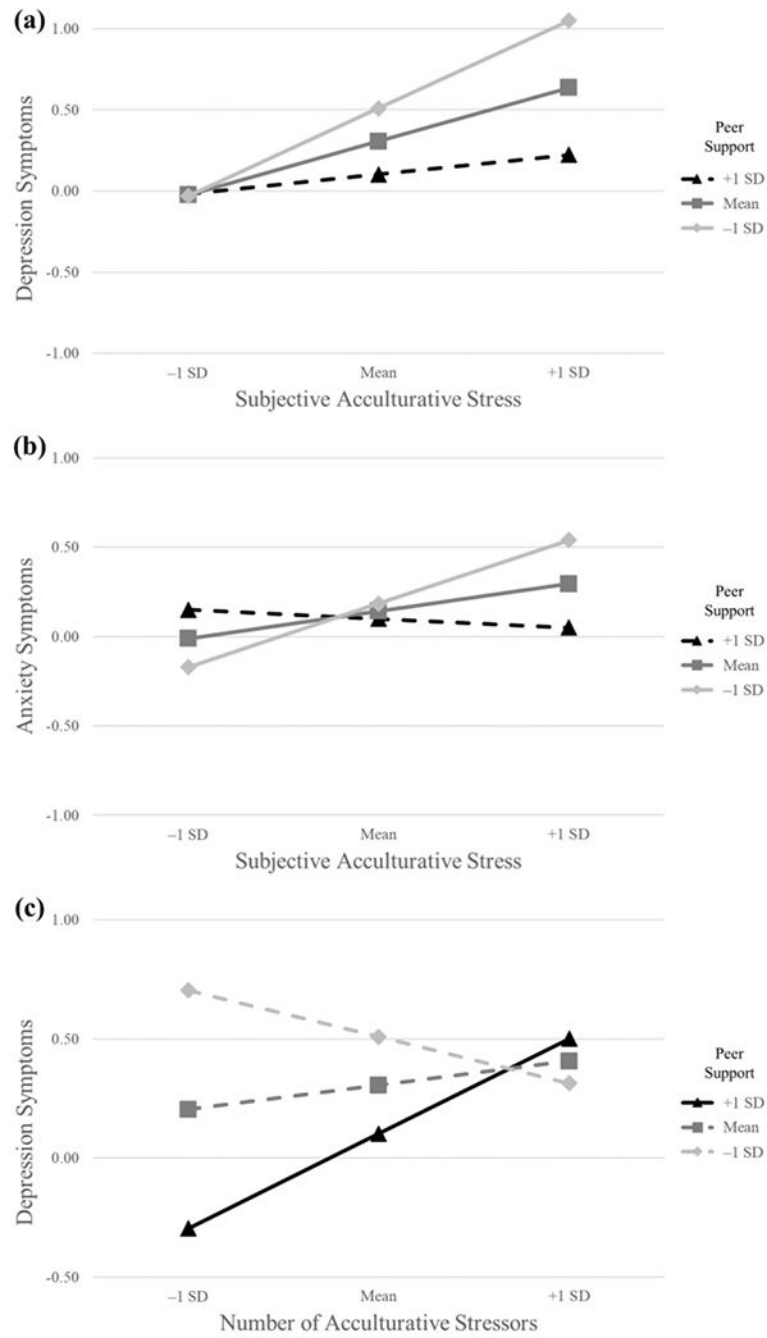 (a)
1.00
0.50
0.00
-0.50
-1.00
Depression Symptoms
–1 SD Mean +1 SD
Subjective Acculturative Stress
Peer
Support
+1 SD
Mean
–1 SD
(b)
1.00
0.50
0.00
-0.50
-1.00
Anxiety Symptoms
–1 SD Mean +1 SD
Subjective Acculturative Stress
Peer
Support
+1 SD
Mean
–1 SD
(c)
1.00
0.50
0.00
-0.50
Depression Symptoms
–1 SD Mean +1 SD
Number of Acculturative Stressors
Peer
Support
+1 SD
Mean
–1 SD